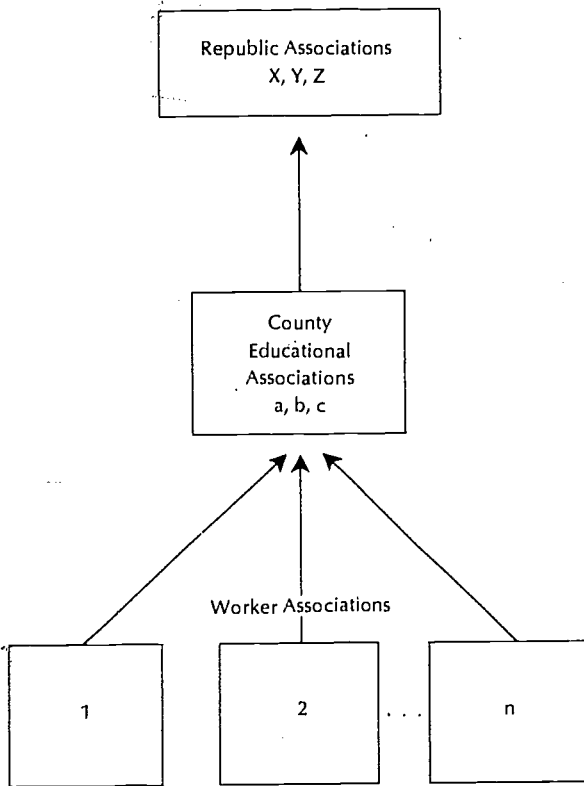 Republic Associations
X, Y, Z
County
Educational
Associations
a, b, c
Worker Associations
1
2
. . .
n